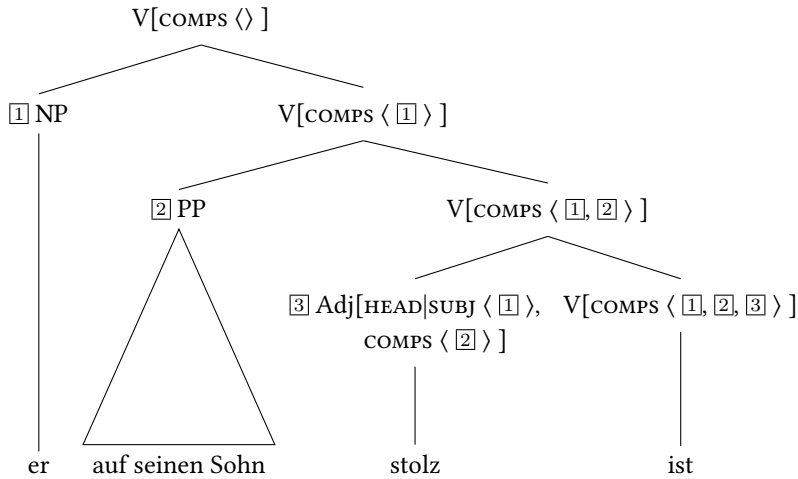 V[COMPS ⟨⟩ ]
1 NP V[COMPS ⟨ 1 ⟩ ]
2 PP V[COMPS ⟨ 1, 2 ⟩ ]
3 Adj[HEAD|SUBJ ⟨ 1 ⟩, V[COMPS ⟨ 1, 2, 3 ⟩ ]
COMPS ⟨ 2 ⟩ ]
er auf seinen Sohn stolz ist